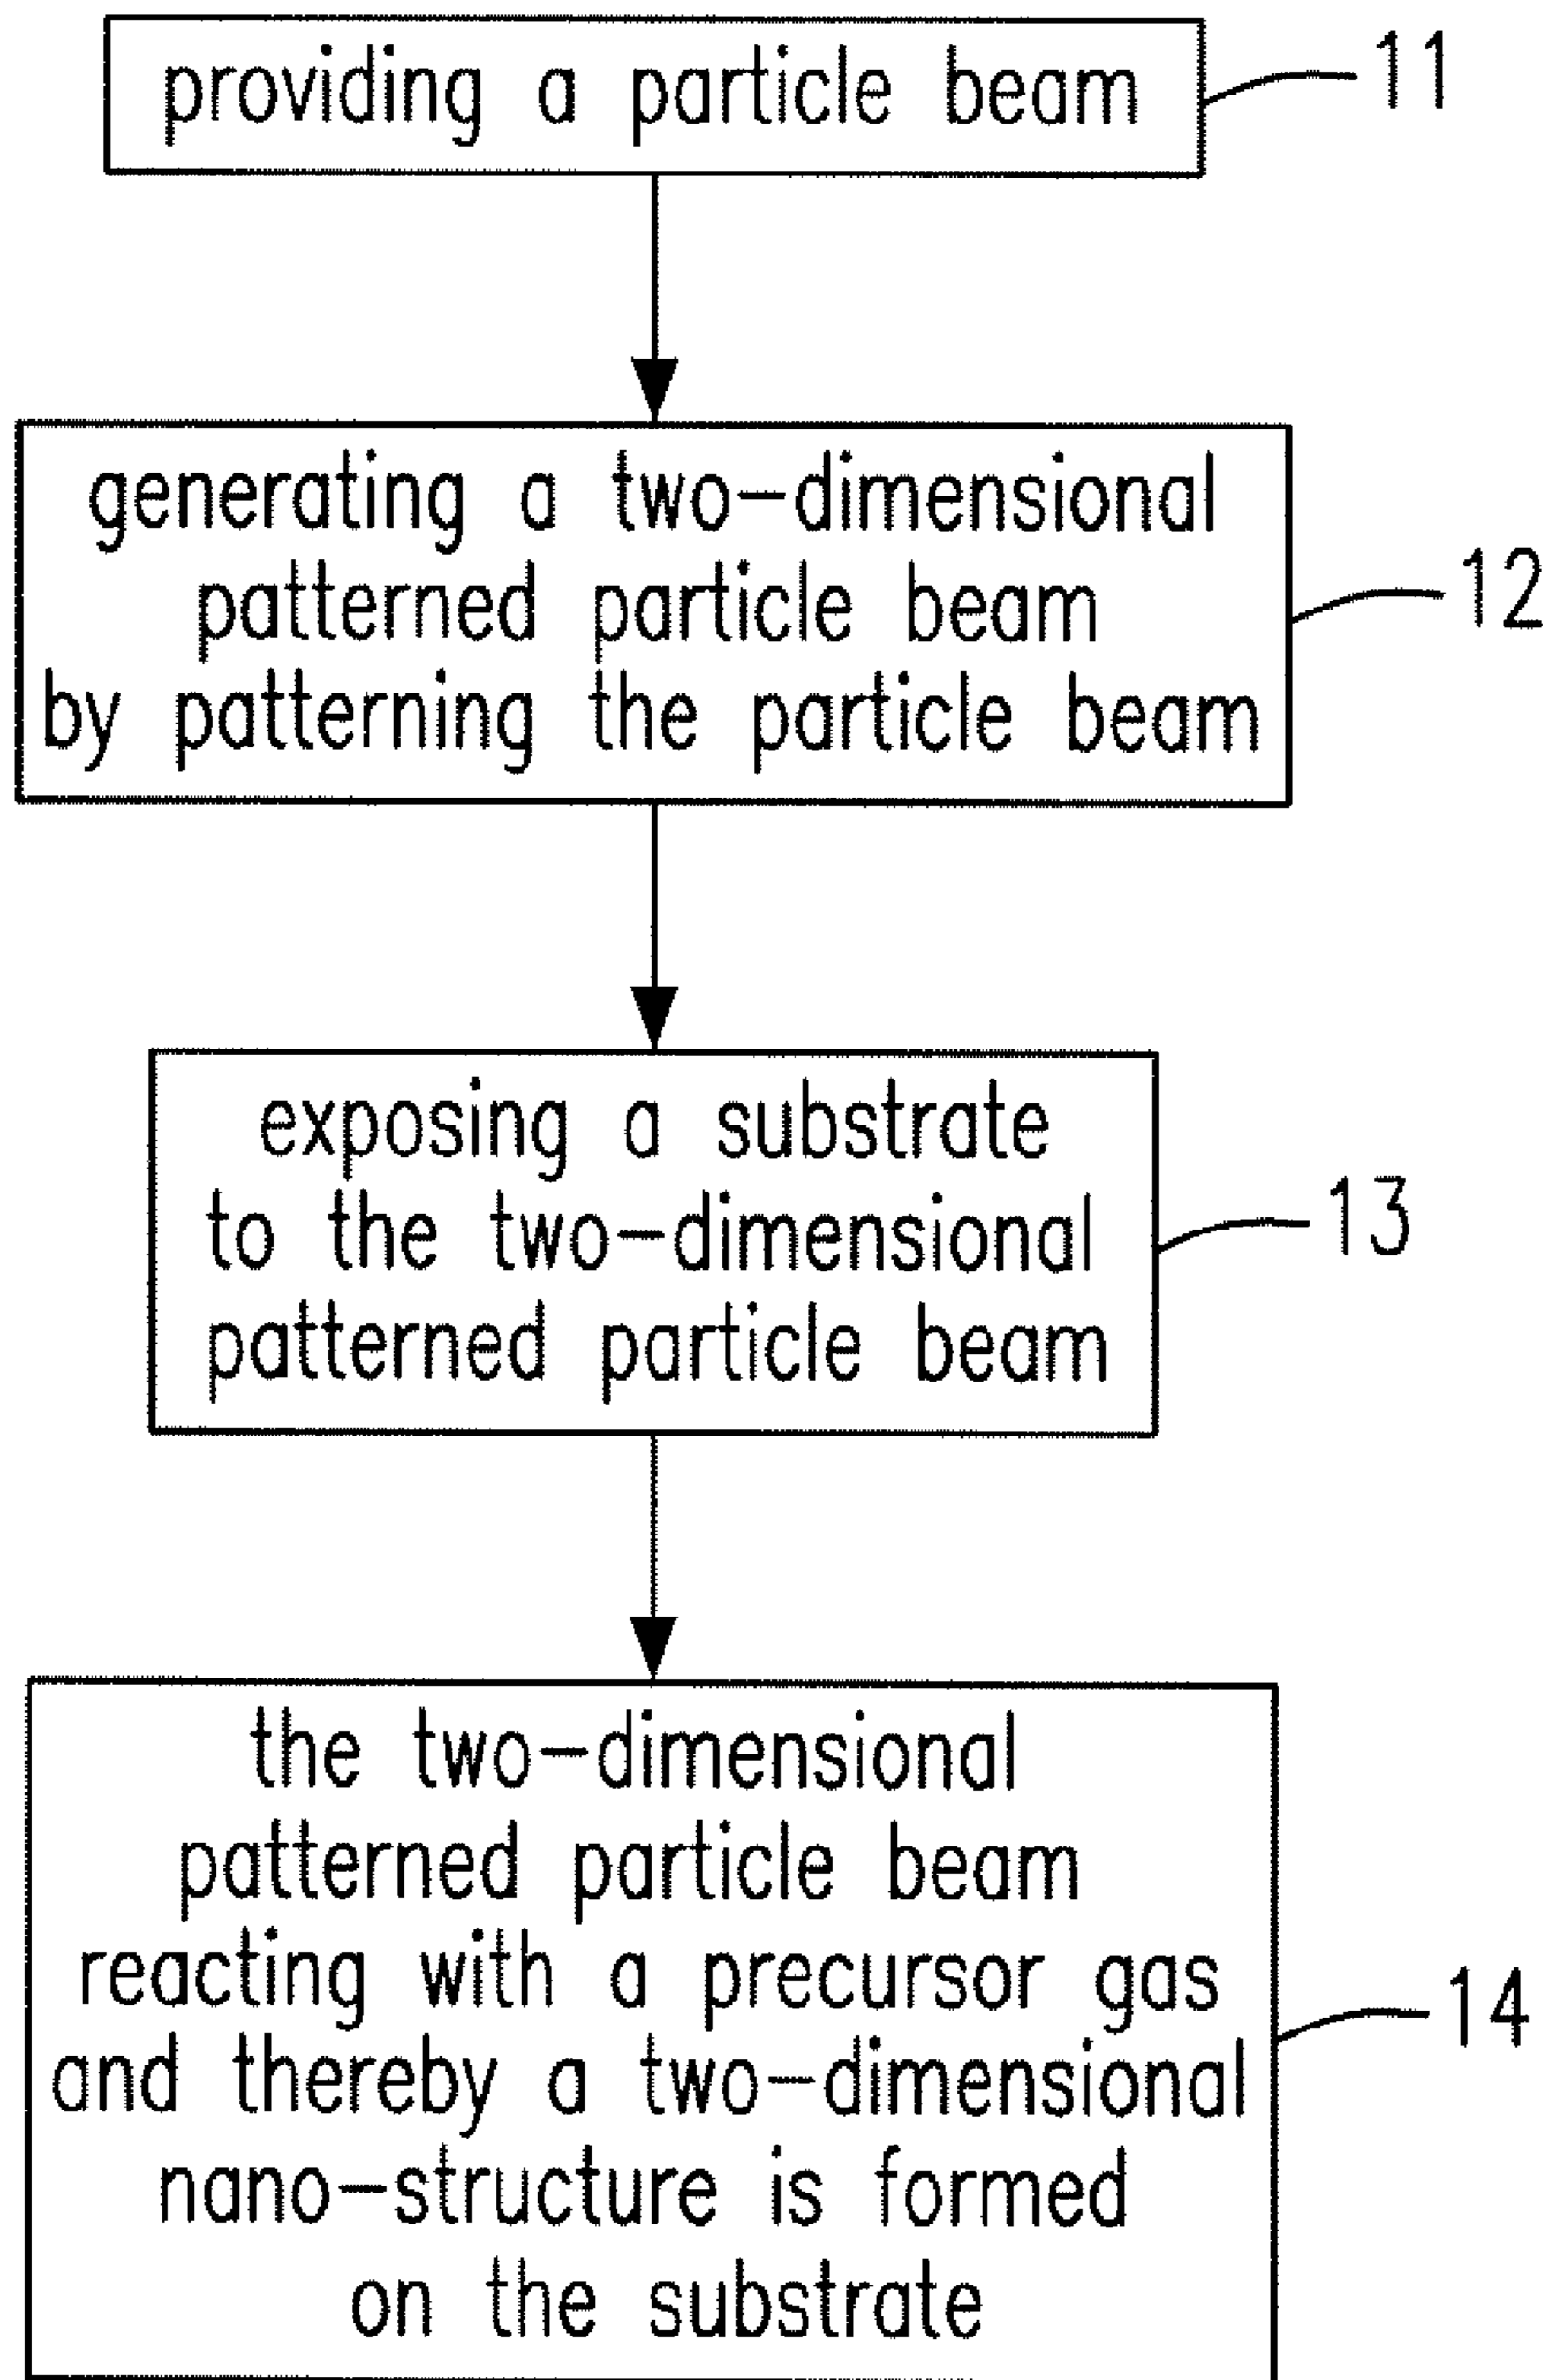 providing a particle beam
11
generating a two-dimensional
patterned particle beam
by patterning the particle beam
12
exposing a substrate
to the two-dimensional
patterned particle beam
13
the two-dimensional
patterned particle beam
reacting with a precursor gas
and thereby a two-dimensional
nano-structure is formed
on the substrate
14